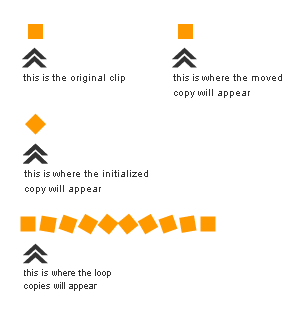 this is the original clip
this is where the moved
copy will appear
this is where the initialized
copy will appear
this is where the loop
copies will appear